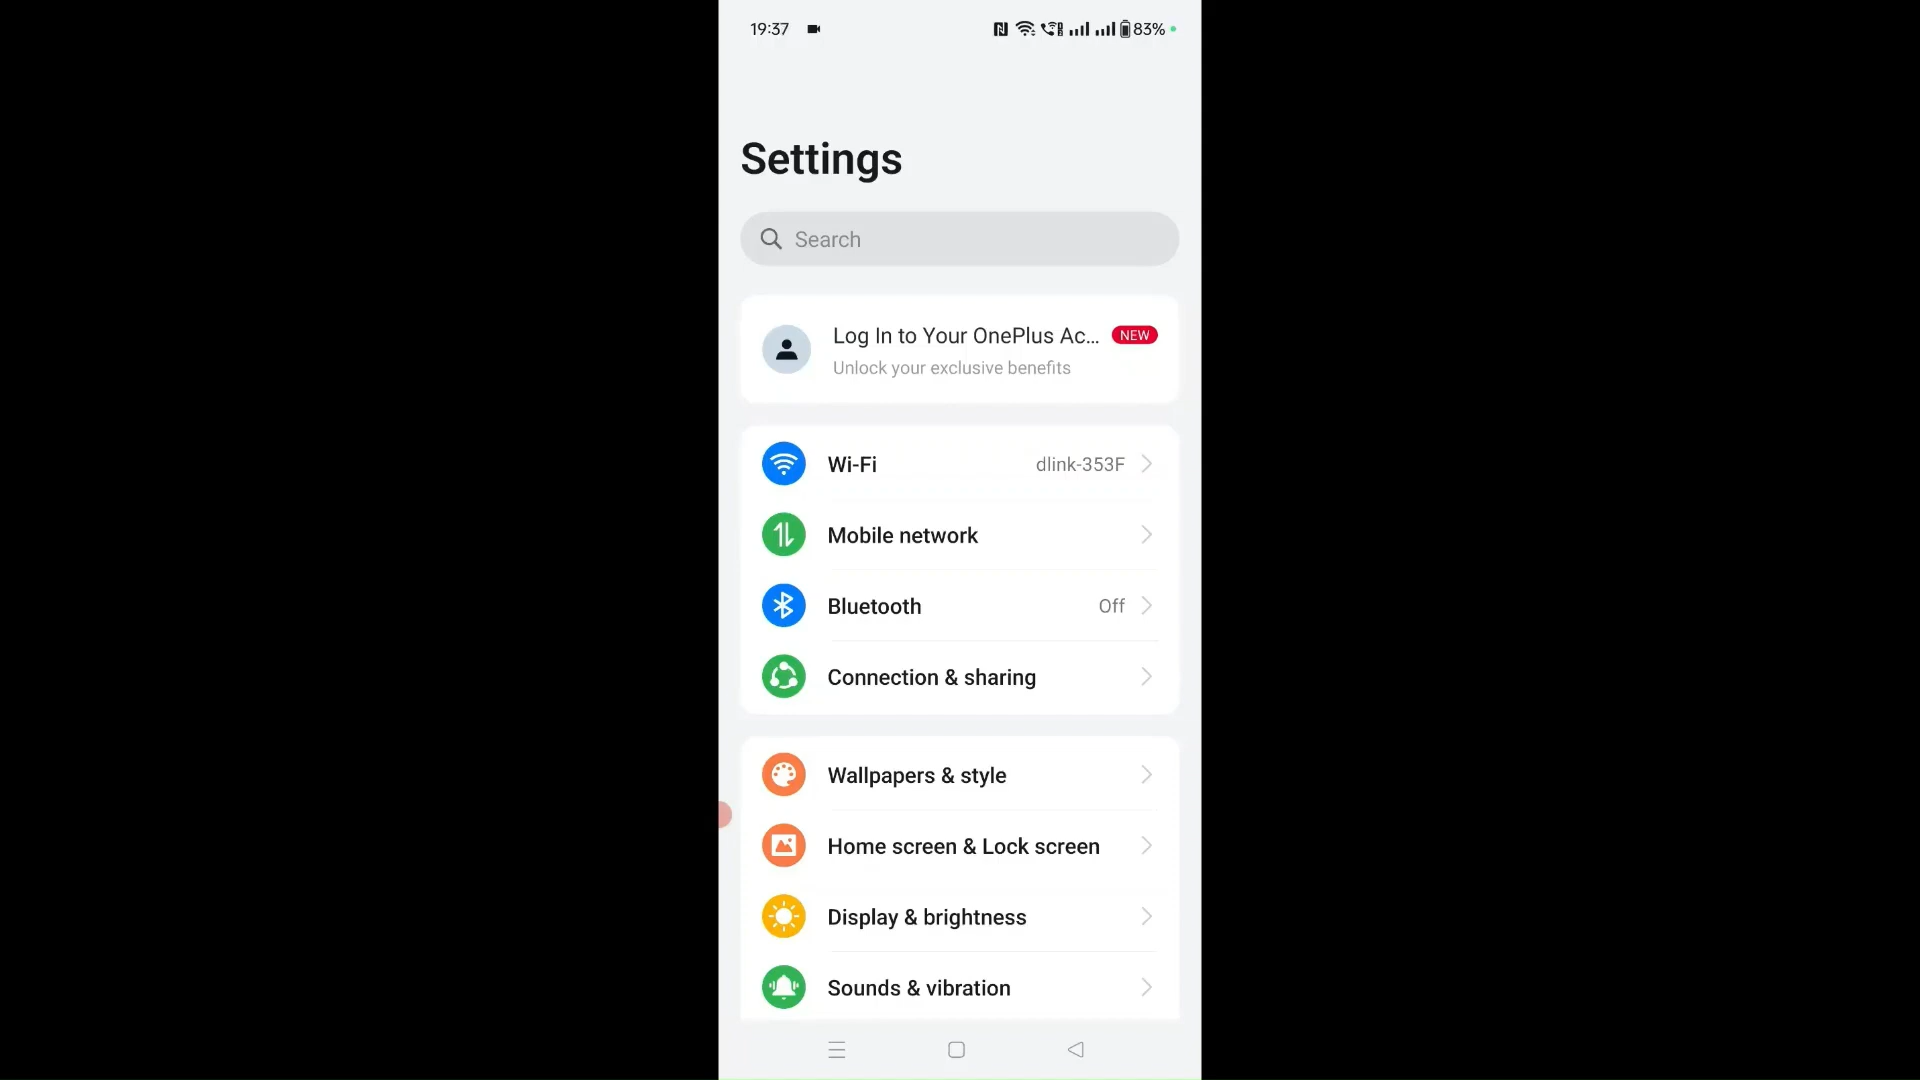 19:37
83%
Settings
Search
Log In to Your OnePlus Ac...
NEW
Unlock your exclusive benefits
Wi-Fi
dlink-353F
Mobile network
Bluetooth
Off
Connection & sharing
Wallpapers & style
Home screen & Lock screen
Display & brightness
Sounds & vibration